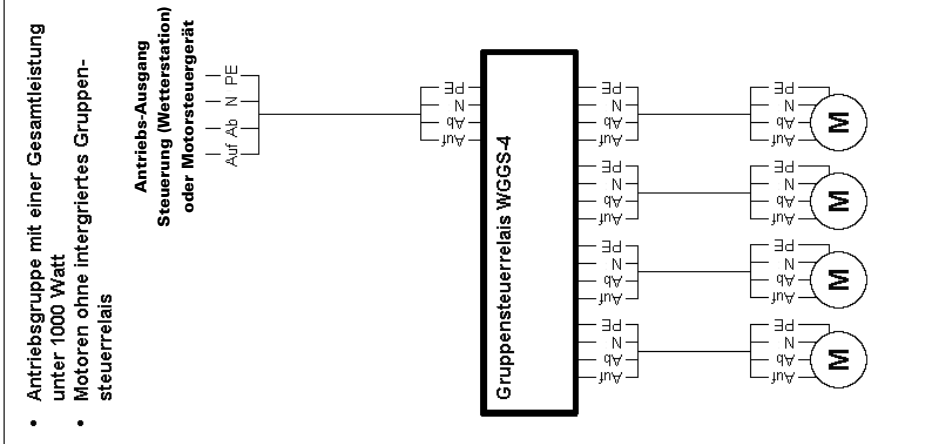 • Antriebsgruppe mit einer Gesamtleistung
unter 1000 Watt
• Motoren ohne intergriertes Gruppen-
steuerrelais
Antriebs-Ausgang
Steuerung (Wetterstation)
oder Motorsteuergerät
Auf Ab N PE
Auf Ab N PE
Gruppensteuerrelais WGGS-4
Auf Ab N PE
Auf Ab N PE
Auf Ab N PE
Auf Ab N PE
Auf Ab N PE
Auf Ab N PE
Auf Ab N PE
Auf Ab N PE
M
M
M
M